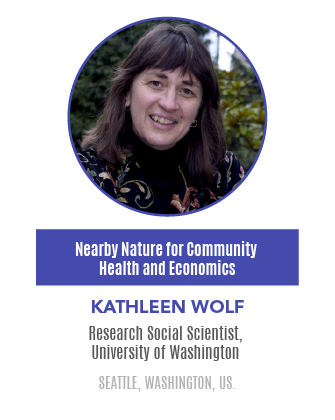 Nearby Nature for Community
Health and Economics
KATHLEEN WOLF
Research Social Scientist,
University of Washington
SEATTLE, WASHINGTON, US.